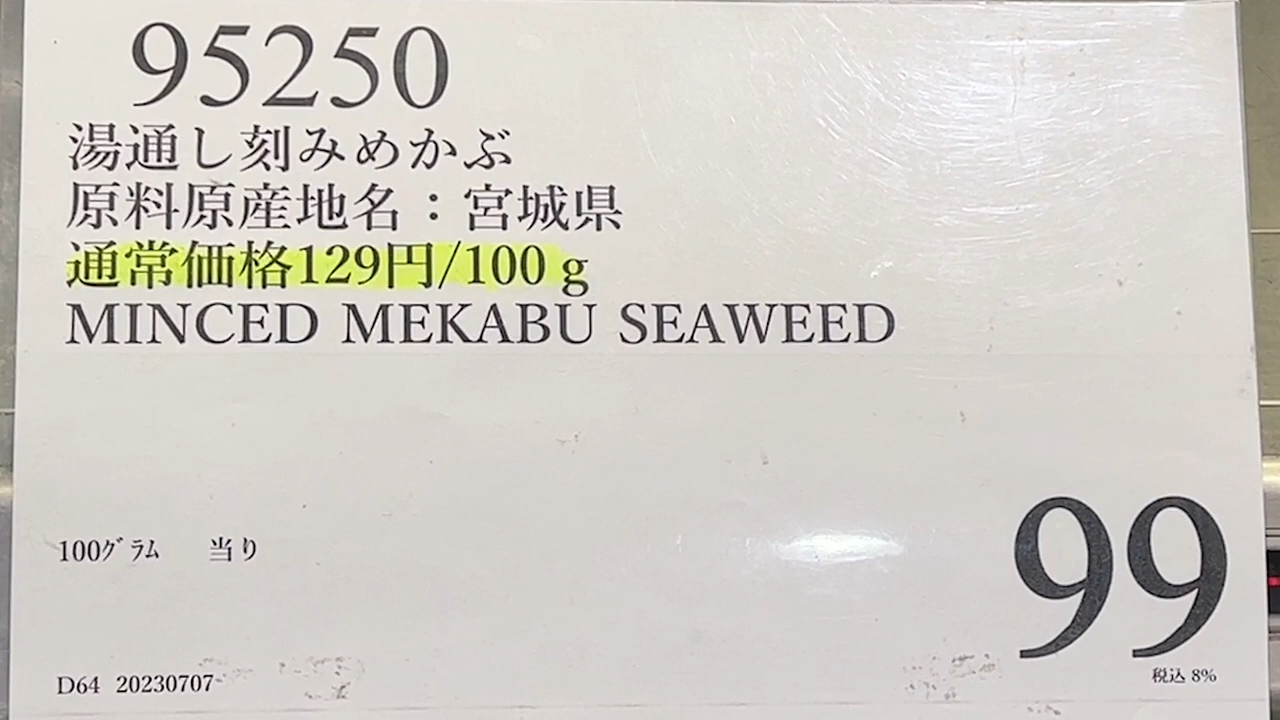 95250
湯通し刻みめかぶ
原料原産地名：宮城県
通常価格129円/100ｇ
MINCED MEKABU SEAWEED
100ｸﾞﾗﾑ 当り
99
税込 8%
D64 20230707